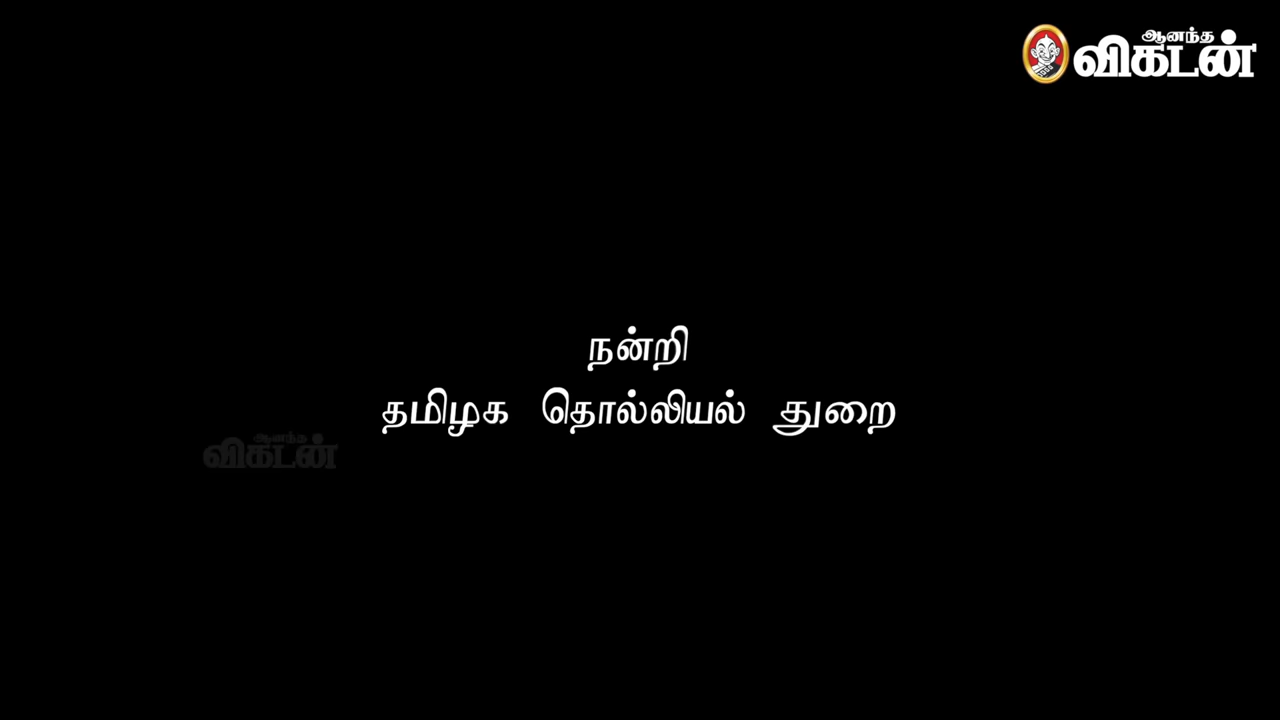 ஆனந்த
விகடன்
நன்றி
தமிழக தொல்லியல் துறை
ஆனந்த
விகடன்